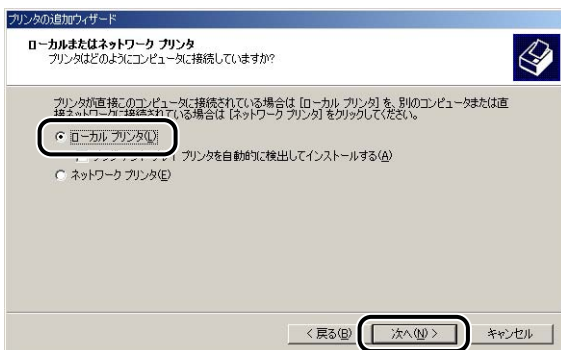 プリンタの追加ウィザード
ローカルまたはネットワーク プリンタ
プリンタはどのようにコンピュータに接続していますか?
プリンタが直接このコンピュータに接続されている場合は [ローカル プリンタ] を、別のコンピュータまたは直
接ネットワークに接続されている場合は [ネットワーク プリンタ] をクリックしてください。
ローカル プリンタ(L)
プリンタを自動的に検出してインストールする(A)
ネットワーク プリンタ(E)
< 戻る(B)
次へ(N) >
キャンセル